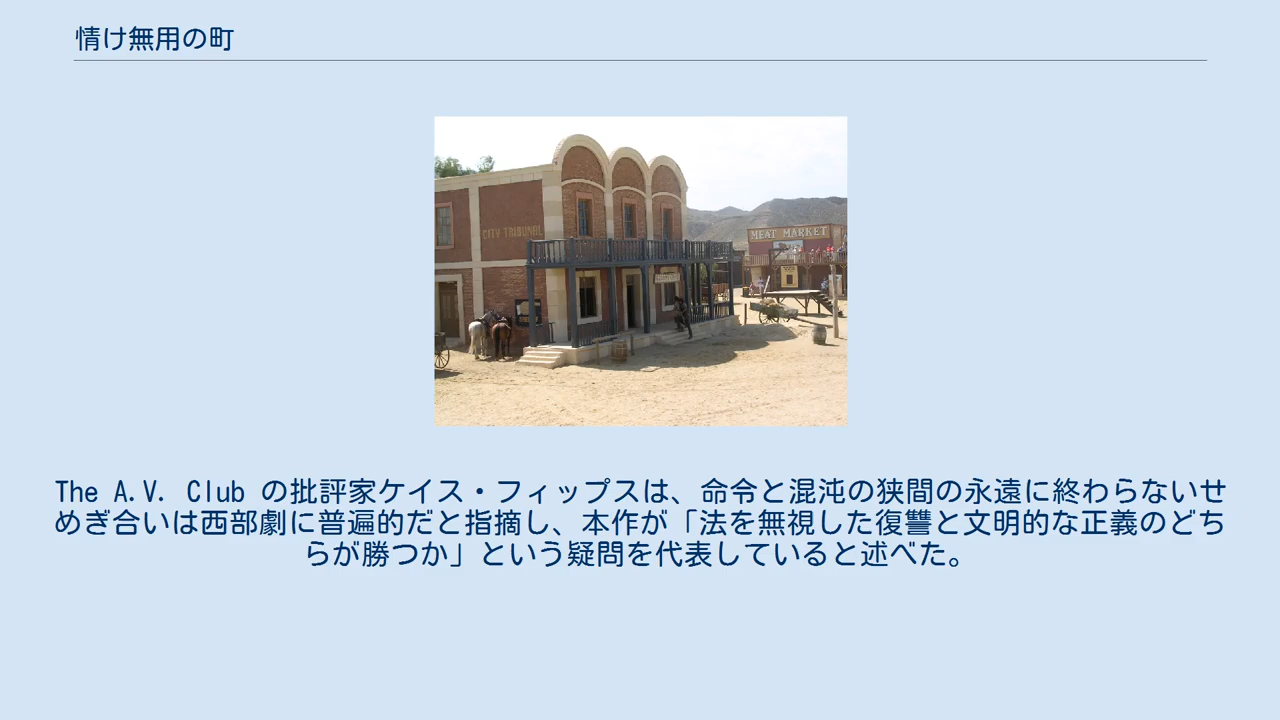 情け無用の町
CITY TRIBUNAL
MEAT MARKET
The A.V. Club の批評家ケイス・フィップスは、命令と混沌の狭間の永遠に終わらないせ
めぎ合いは西部劇に普遍的だと指摘し、本作が「法を無視した復讐と文明的な正義のどち
らが勝つか」という疑問を代表していると述べた。